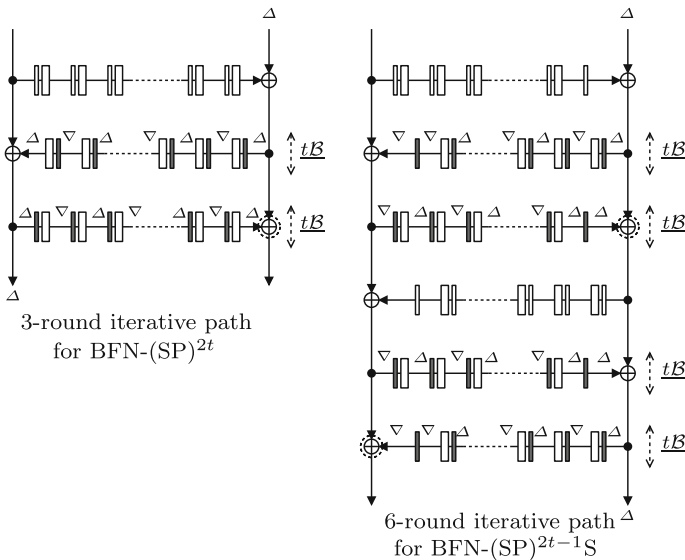 Δ Δ
Δ ∇ Δ ∇ Δ ∇ Δ tB ∇ Δ ∇ Δ ∇ Δ tB
Δ ∇ Δ ∇ Δ ∇ Δ tB ∇ Δ ∇ Δ ∇ Δ tB
Δ
3-round iterative path
for BFN-(SP)^{2t}
Δ ∇ Δ ∇ Δ ∇ Δ tB
∇ Δ ∇ Δ ∇ Δ tB
Δ
6-round iterative path
for BFN-(SP)^{2t−1}S